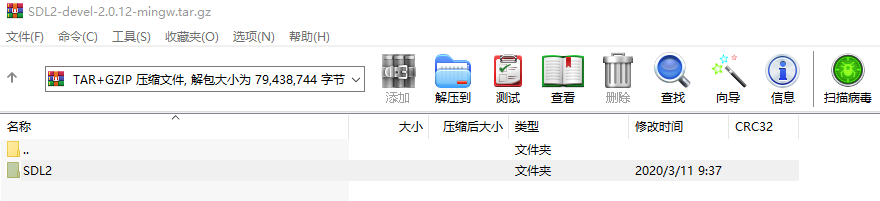 SDL2-devel-2.0.12-mingw.tar.gz
文件(F) 命令(C) 工具(S) 收藏夹(O) 选项(N) 帮助(H)
添加 解压到 测试 查看 删除 查找 向导 信息 扫描病毒
TAR+GZIP 压缩文件, 解包大小为 79,438,744 字节
名称 大小 压缩后大小 类型 修改时间 CRC32
.. 文件夹
SDL2 文件夹 2020/3/11 9:37